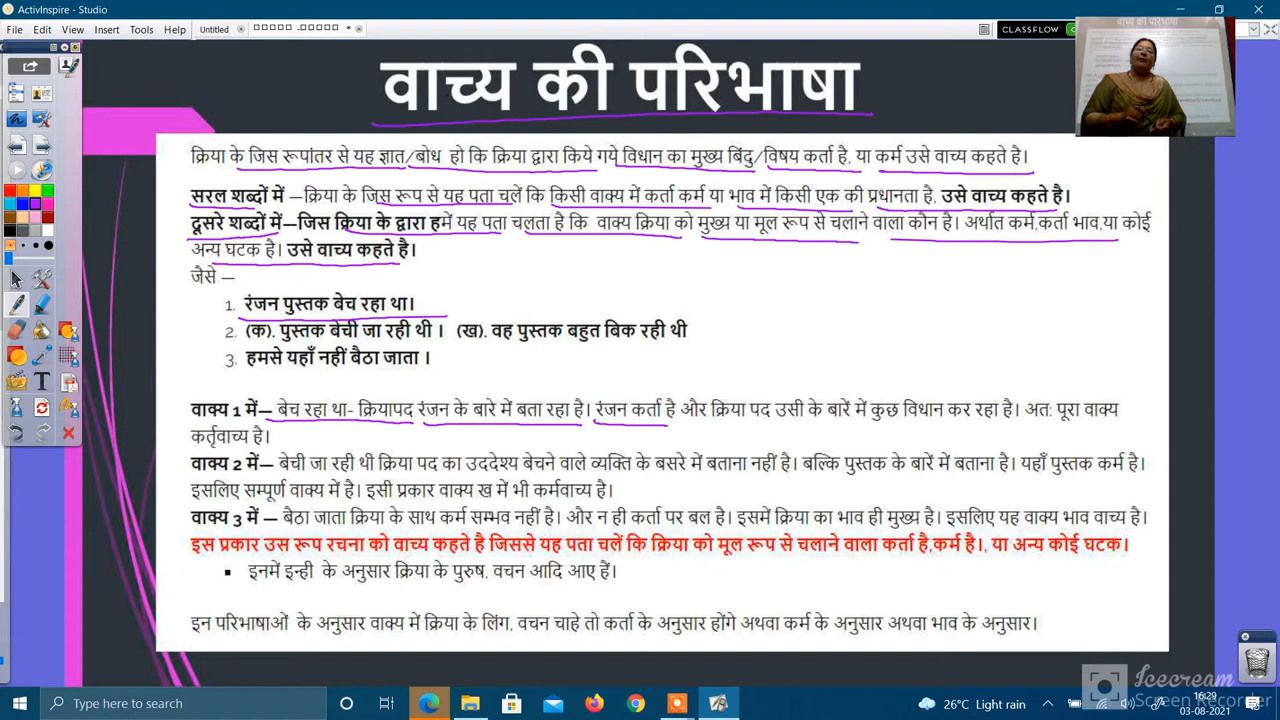 ActivInspire - Studio
File Edit View Insert Tools Help Untitled
CLASSFLOW
वाच्य की परिभाषा
क्रिया के जिस रूपांतर से यह ज्ञात/बोध हो कि क्रिया द्वारा किये गये विधान का मुख्य बिंदु/विषय कर्ता है, या कर्म उसे वाच्य कहते है।
सरल शब्दों में –क्रिया के जिस रूप से यह पता चलें कि किसी वाक्य में कर्ता कर्म या भाव में किसी एक की प्रधानता है, उसे वाच्य कहते है।
दूसरे शब्दों में–जिस क्रिया के द्वारा हमें यह पता चलता है कि वाक्य क्रिया को मुख्य या मूल रूप से चलाने वाला कौन है। अर्थात कर्म,कर्ता भाव,या कोई
अन्य घटक है। उसे वाच्य कहते है।
जैसे –
1. रंजन पुस्तक बेच रहा था।
2. (क). पुस्तक बेची जा रही थी । (ख). वह पुस्तक बहुत बिक रही थी
3. हमसे यहाँ नहीं बैठा जाता ।
वाक्य 1 में– बेच रहा था- क्रियापद रंजन के बारे में बता रहा है। रंजन कर्ता है और क्रिया पद उसी के बारें में कुछ विधान कर रहा है। अत: पूरा वाक्य
कर्तृवाच्य है।
वाक्य 2 में– बेची जा रही थी क्रिया पद का उददेश्य बेचने वाले व्यक्ति के बसरे में बताना नहीं है। बल्कि पुस्तक के बारें में बताना है। यहाँ पुस्तक कर्म है।
इसलिए सम्पूर्ण वाक्य में है। इसी प्रकार वाक्य ख में भी कर्मवाच्य है।
वाक्य 3 में – बैठा जाता क्रिया के साथ कर्म सम्भव नहीं है। और न ही कर्ता पर बल है। इसमें क्रिया का भाव ही मुख्य है। इसलिए यह वाक्य भाव वाच्य है।
इस प्रकार उस रूप रचना को वाच्य कहते है जिससे यह पता चलें कि क्रिया को मूल रूप से चलाने वाला कर्ता है,कर्म है।, या अन्य कोई घटक।
▪ इनमें इन्ही के अनुसार क्रिया के पुरुष, वचन आदि आए हैं।
इन परिभाषाओं के अनुसार वाक्य में क्रिया के लिंग, वचन चाहे तो कर्ता के अनुसार होंगे अथवा कर्म के अनुसार अथवा भाव के अनुसार।
Icecream
Screen Recorder
Type here to search
26°C Light rain
16:29
03-08-2021